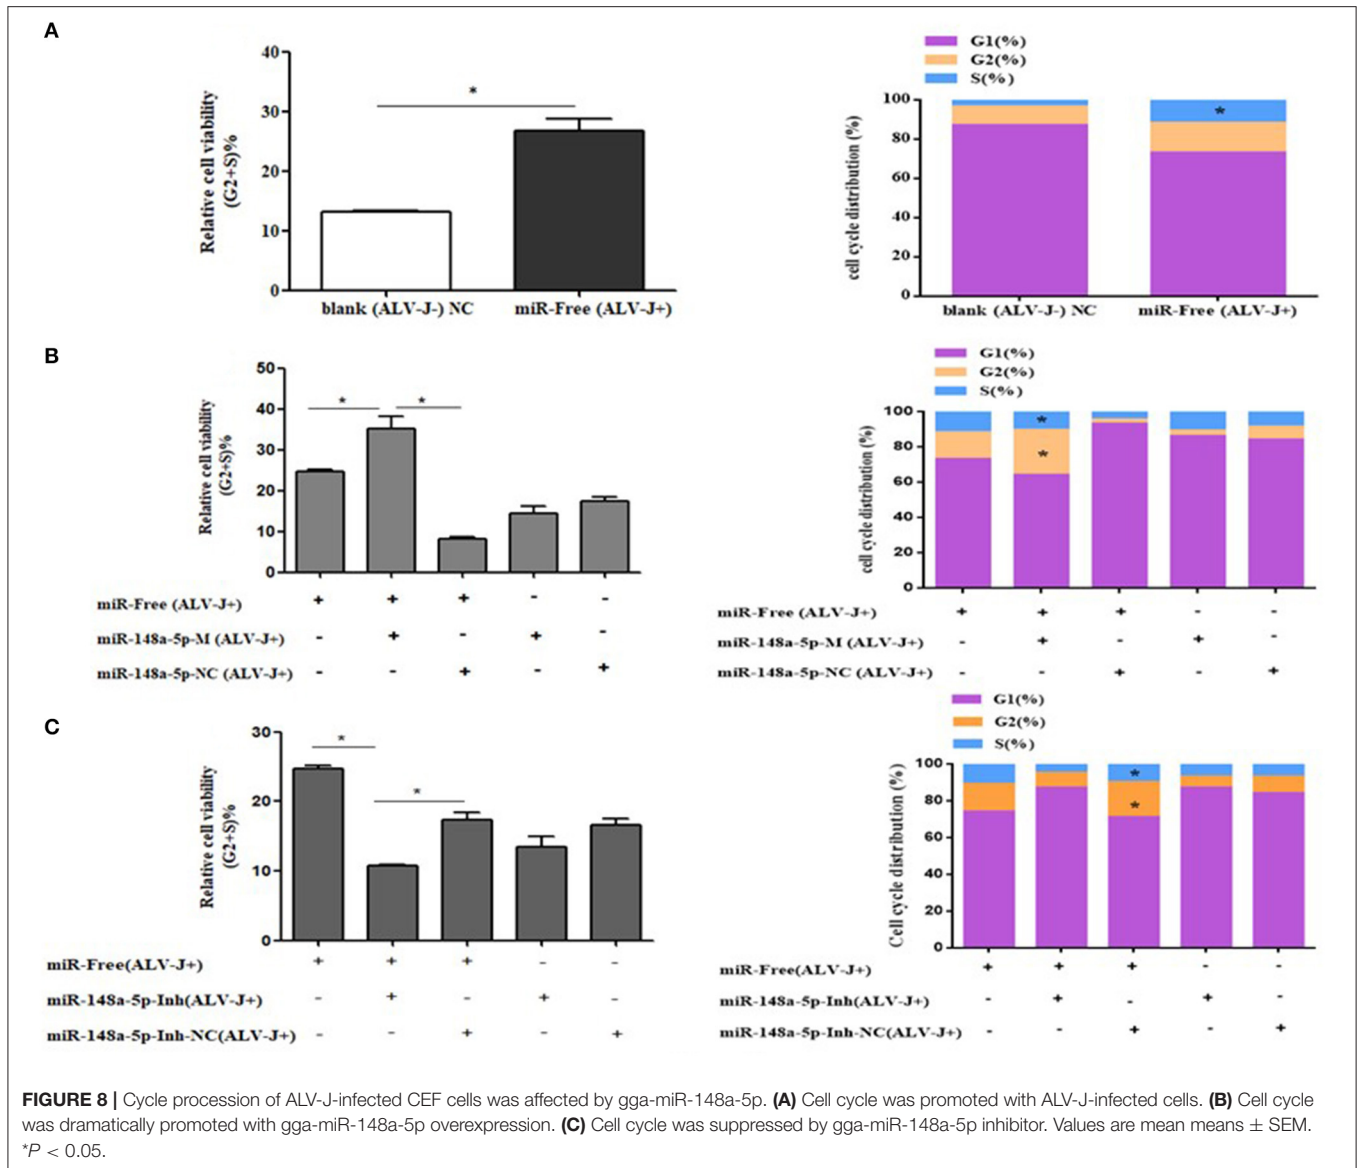 A
40
30
20
10
0
Relative cell viability
(G2+S)%
*
blank (ALV-J-) NC
miR-Free (ALV-J+)
G1(%)
G2(%)
S(%)
100
80
60
40
20
0
cell cycle distribution (%)
*
blank (ALV-J-) NC
miR-Free (ALV-J+)
B
50
40
30
20
10
0
Relative cell viability
(G2+S)%
* *
miR-Free (ALV-J+) + + + - -
miR-148a-5p-M (ALV-J+) - + - + -
miR-148a-5p-NC (ALV-J+) - - + - +
G1(%)
G2(%)
S(%)
100
80
60
40
20
0
cell cycle distribution (%)
*
*
miR-Free (ALV-J+) + + + - -
miR-148a-5p-M (ALV-J+) - + - + -
miR-148a-5p-NC (ALV-J+) - - + - +
C
30
20
10
0
Relative cell viability
(G2+S)%
*
*
miR-Free(ALV-J+) + + + - -
miR-148a-5p-Inh(ALV-J+) - + - + -
miR-148a-5p-Inh-NC(ALV-J+) - - + - +
G1(%)
G2(%)
S(%)
100
80
60
40
20
0
Cell cycle distribution (%)
*
*
miR-Free(ALV-J+) + + + - -
miR-148a-5p-Inh(ALV-J+) - + - + -
miR-148a-5p-Inh-NC(ALV-J+) - - + - +
FIGURE 8 | Cycle procession of ALV-J-infected CEF cells was affected by gga-miR-148a-5p. (A) Cell cycle was promoted with ALV-J-infected cells. (B) Cell cycle
was dramatically promoted with gga-miR-148a-5p overexpression. (C) Cell cycle was suppressed by gga-miR-148a-5p inhibitor. Values are mean means ± SEM.
*P < 0.05.